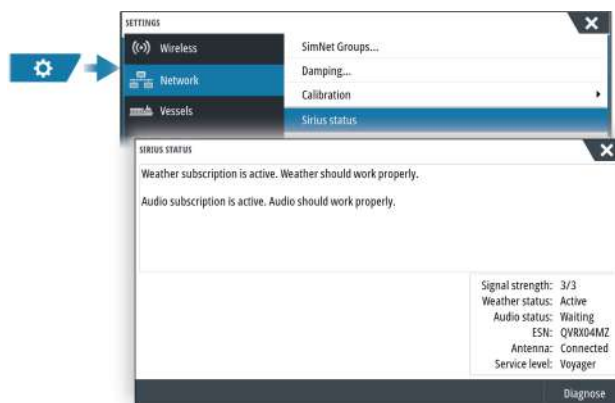 SETTINGS
Wireless
Network
Vessels
SimNet Groups...
Damping...
Calibration
Sirius status
SIRIUS STATUS
Weather subscription is active. Weather should work properly.
Audio subscription is active. Audio should work properly.
Signal strength: 3/3
Weather status: Active
Audio status: Waiting
ESN: QVRX04MZ
Antenna: Connected
Service level: Voyager
Diagnose